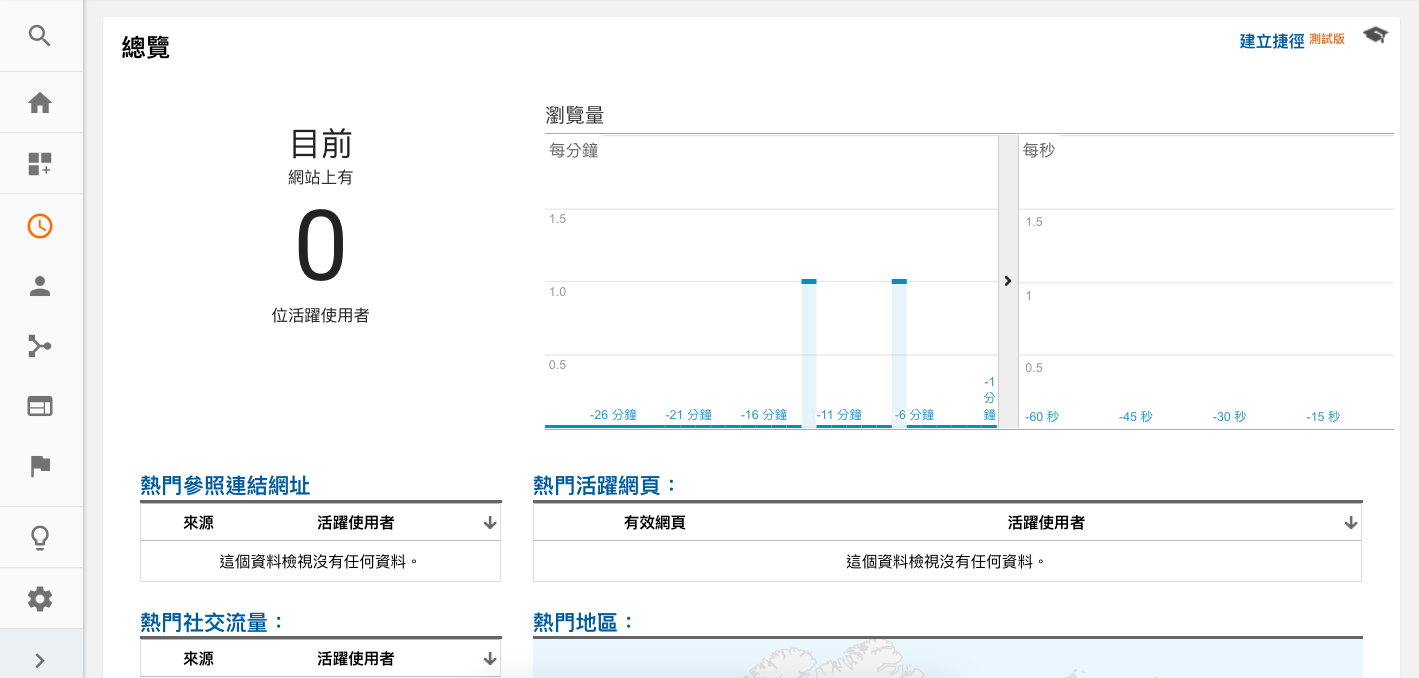 總覽
建立捷徑 測試版
目前
網站上有
0
位活躍使用者
瀏覽量
每分鐘
1.5
1.0
0.5
-26 分鐘 -21 分鐘 -16 分鐘 -11 分鐘 -6 分鐘 -1 分鐘
每秒
1.5
1
0.5
-60 秒 -45 秒 -30 秒 -15 秒
熱門參照連結網址
來源 活躍使用者
這個資料檢視沒有任何資料。
熱門活躍網頁：
有效網頁 活躍使用者
這個資料檢視沒有任何資料。
熱門社交流量：
來源 活躍使用者
熱門地區：